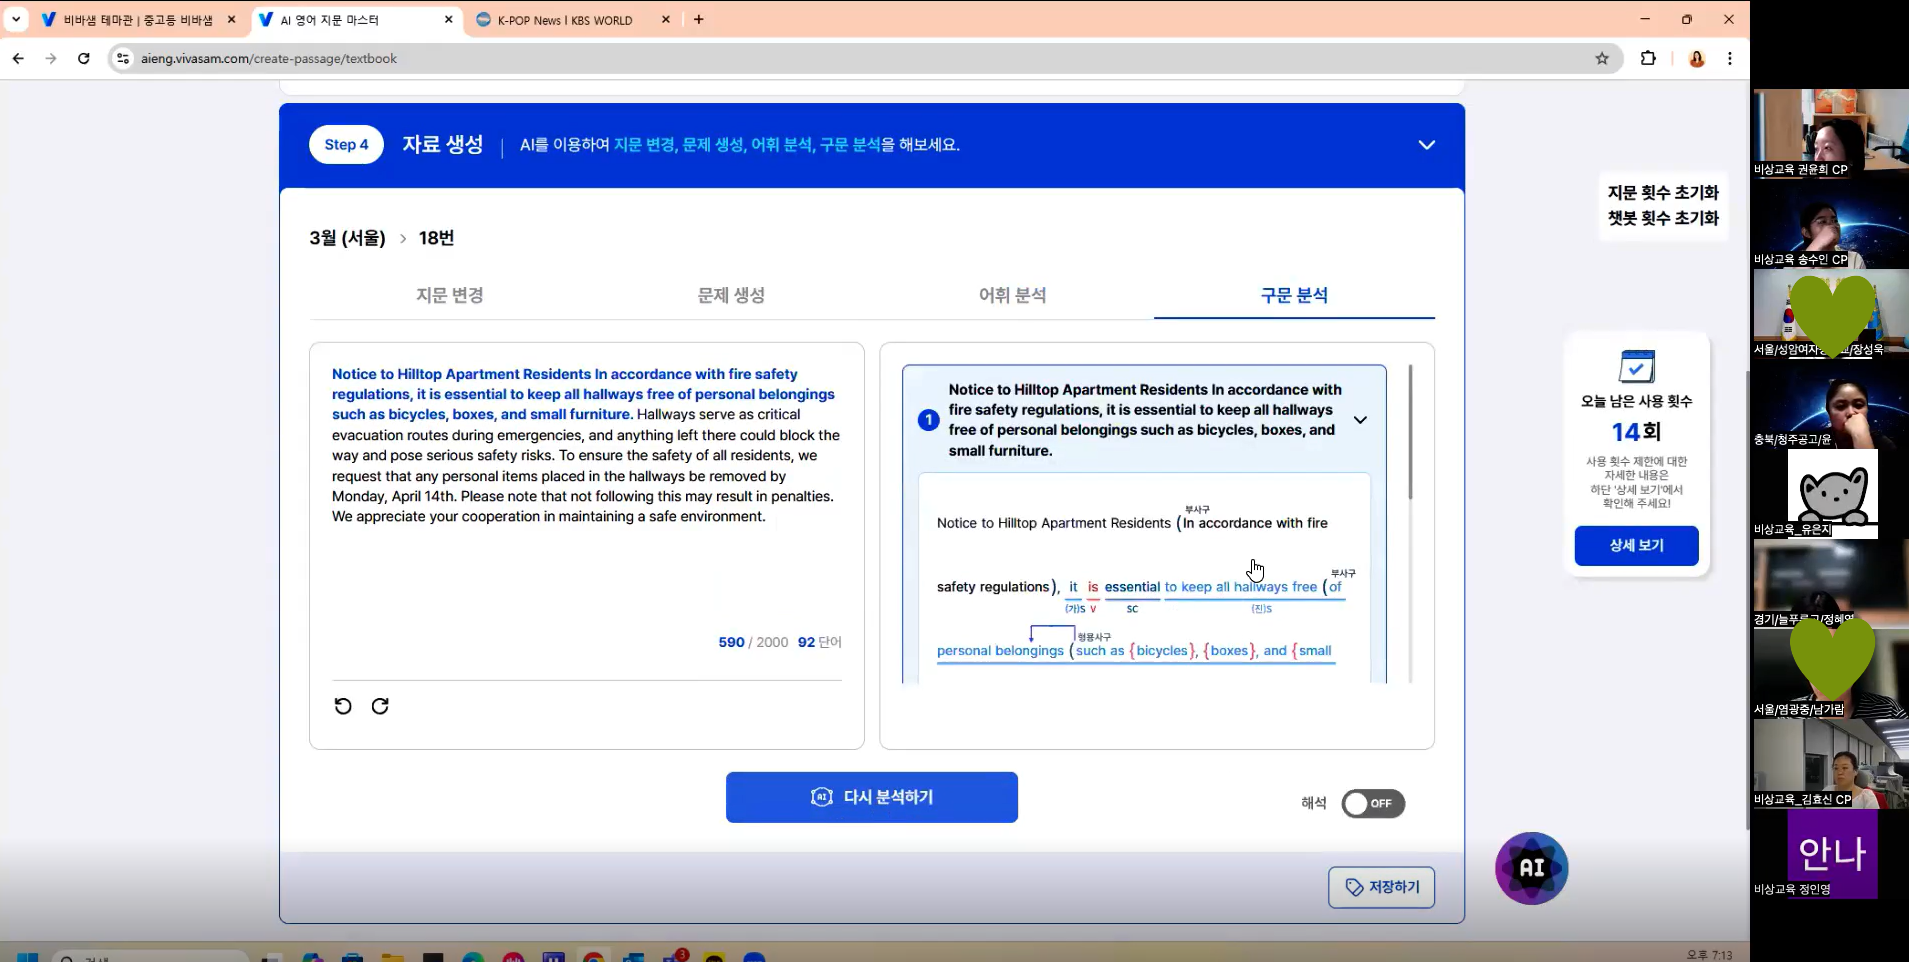 비바샘 테마관 | 중고등 비바샘
AI 영어 지문 마스터
K-POP News l KBS WORLD
aieng.vivasam.com/create-passage/textbook
Step 4
자료 생성
AI를 이용하여 지문 변경, 문제 생성, 어휘 분석, 구문 분석을 해보세요.
3월 (서울) > 18번
지문 변경
문제 생성
어휘 분석
구문 분석
Notice to Hilltop Apartment Residents In accordance with fire safety
regulations, it is essential to keep all hallways free of personal belongings
such as bicycles, boxes, and small furniture. Hallways serve as critical
evacuation routes during emergencies, and anything left there could block the
way and pose serious safety risks. To ensure the safety of all residents, we
request that any personal items placed in the hallways be removed by
Monday, April 14th. Please note that not following this may result in penalties.
We appreciate your cooperation in maintaining a safe environment.
590 / 2000 92 단어
1
Notice to Hilltop Apartment Residents In accordance with
fire safety regulations, it is essential to keep all hallways
free of personal belongings such as bicycles, boxes, and
small furniture.
부사구
Notice to Hilltop Apartment Residents (In accordance with fire
부사구
safety regulations), it is essential to keep all hallways free (of
(가)S V SC (진)S
형용사구
personal belongings (such as {bicycles}, {boxes}, and {small
다시 분석하기
해석
OFF
저장하기
지문 횟수 초기화
챗봇 횟수 초기화
오늘 남은 사용 횟수
14회
사용 횟수 제한에 대한
자세한 내용은
하단 '상세 보기'에서
확인해 주세요!
상세 보기
AI
비상교육 권윤희 CP
비상교육 송수인 CP
서울/성암여자
고/장성욱
충북/청주공고/윤
비상교육_유은지
경기/늘푸른고/정혜영
서울/염광중/남가람
비상교육_김효신 CP
안나
비상교육 정인영
검색
3
오후 7:13